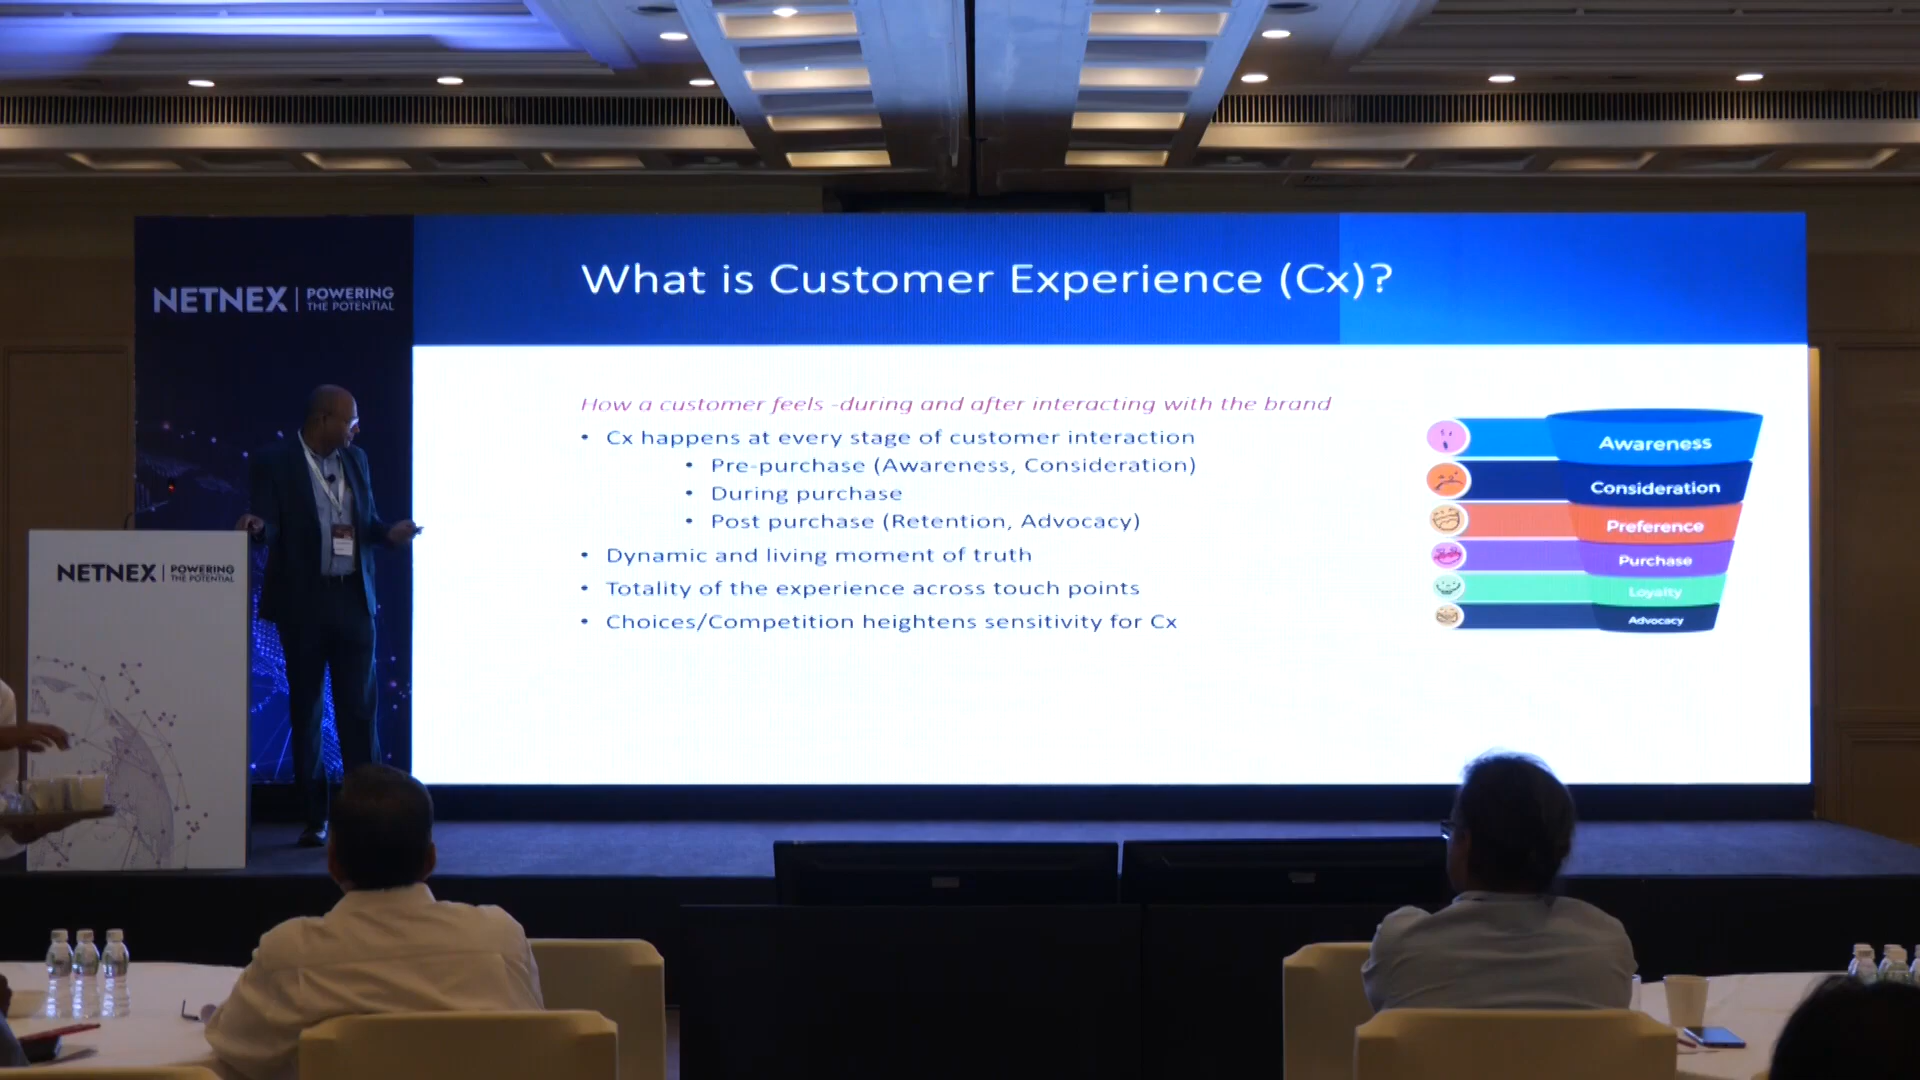 NETNEX | POWERING
THE POTENTIAL
What is Customer Experience (Cx)?
How a customer feels -during and after interacting with the brand
• Cx happens at every stage of customer interaction
• Pre-purchase (Awareness, Consideration)
• During purchase
• Post purchase (Retention, Advocacy)
• Dynamic and living moment of truth
• Totality of the experience across touch points
• Choices/Competition heightens sensitivity for Cx
Awareness
Consideration
Preference
Purchase
Loyalty
Advocacy
NETNEX | POWERING
THE POTENTIAL